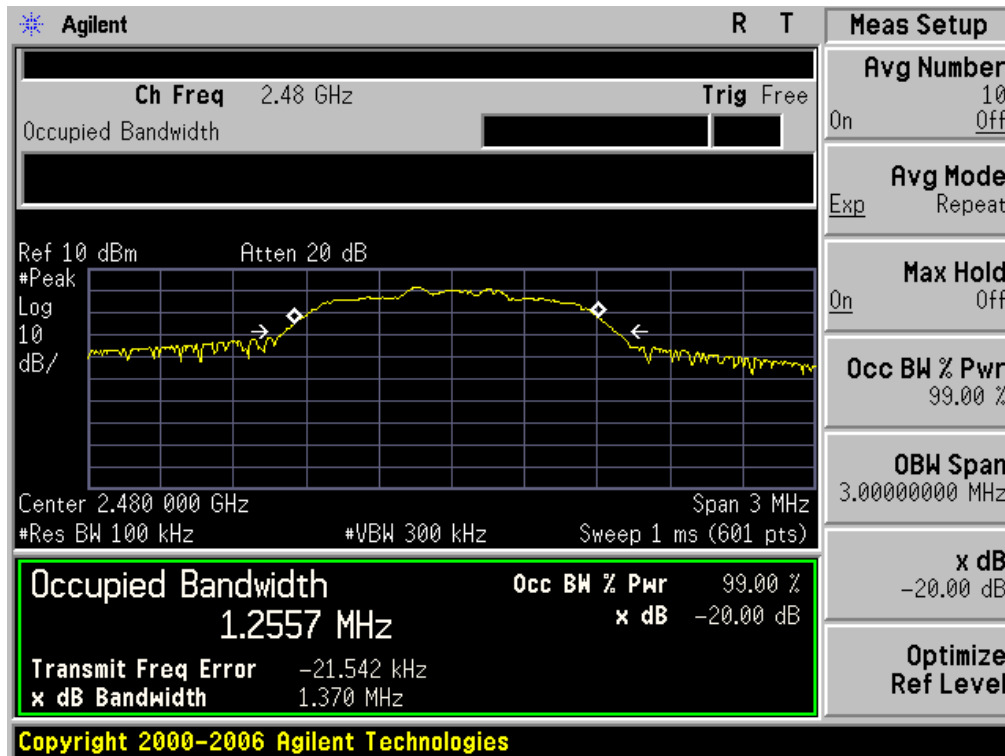 Agilent R T
Ch Freq 2.48 GHz Trig Free
Occupied Bandwidth
Ref 10 dBm Atten 20 dB
#Peak
Log
10
dB/
Center 2.480 000 GHz Span 3 MHz
#Res BW 100 kHz #VBW 300 kHz Sweep 1 ms (601 pts)
Occupied Bandwidth Occ BW % Pwr 99.00 %
1.2557 MHz x dB -20.00 dB
Transmit Freq Error -21.542 kHz
x dB Bandwidth 1.370 MHz
Copyright 2000-2006 Agilent Technologies
Meas Setup
Avg Number
10
On Off
Avg Mode
Exp Repeat
Max Hold
On Off
Occ BW % Pwr
99.00 %
OBW Span
3.00000000 MHz
x dB
-20.00 dB
Optimize
Ref Level